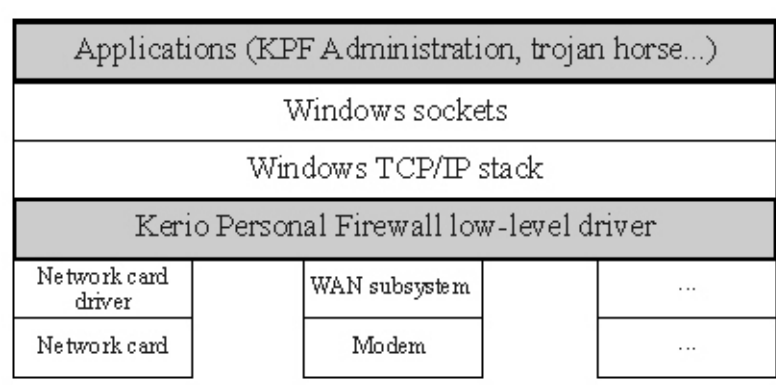 Applications (KPF Administration, trojan horse...)
Windows sockets
Windows TCP/IP stack
Kerio Personal Firewall low-level driver
Network card
driver
WAN subsystem
...
Network card
Modem
...